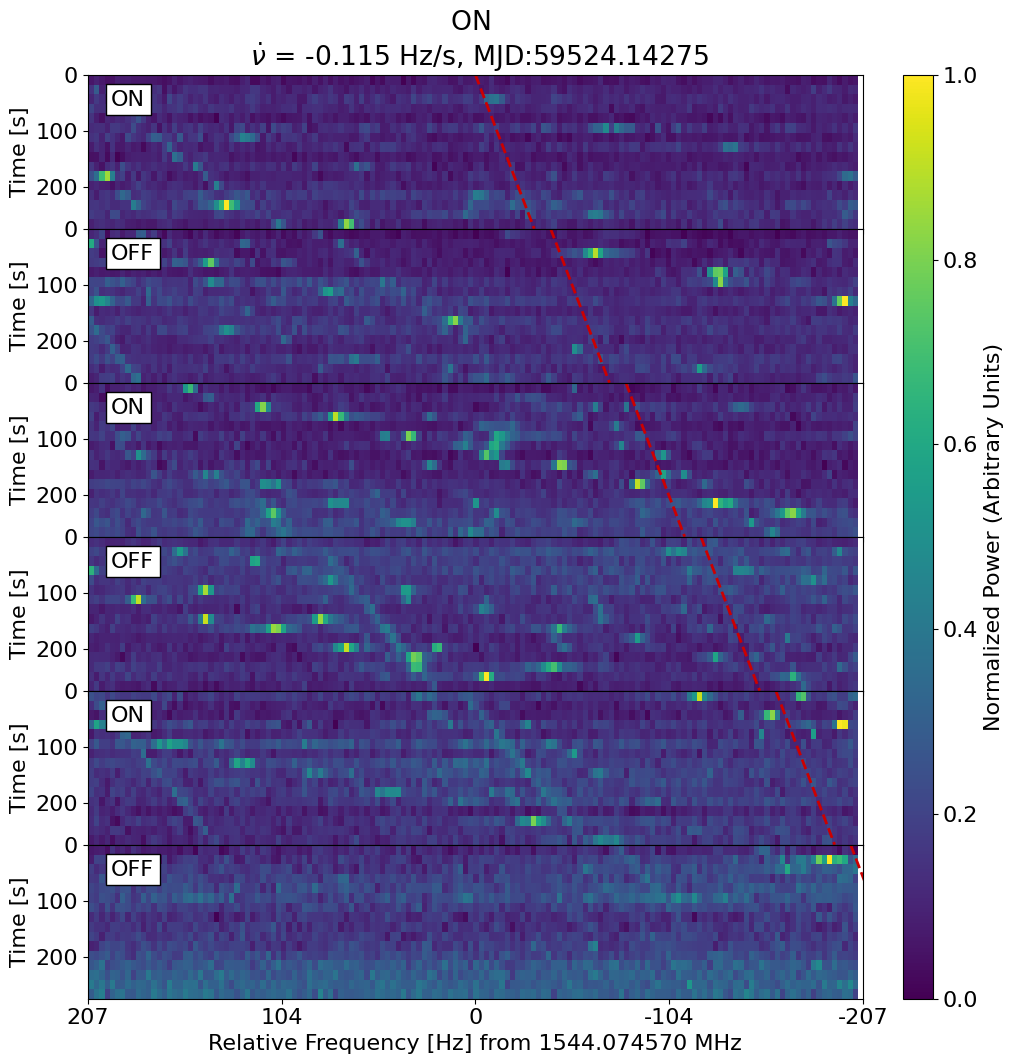 ON
ν̇ = -0.115 Hz/s, MJD:59524.14275
0
ON
100
200
Time [s]
0
OFF
100
200
Time [s]
0
ON
100
200
Time [s]
0
OFF
100
200
Time [s]
0
ON
100
200
Time [s]
0
OFF
100
200
Time [s]
207 104 0 -104 -207
Relative Frequency [Hz] from 1544.074570 MHz
1.0
0.8
0.6
0.4
0.2
0.0
Normalized Power (Arbitrary Units)